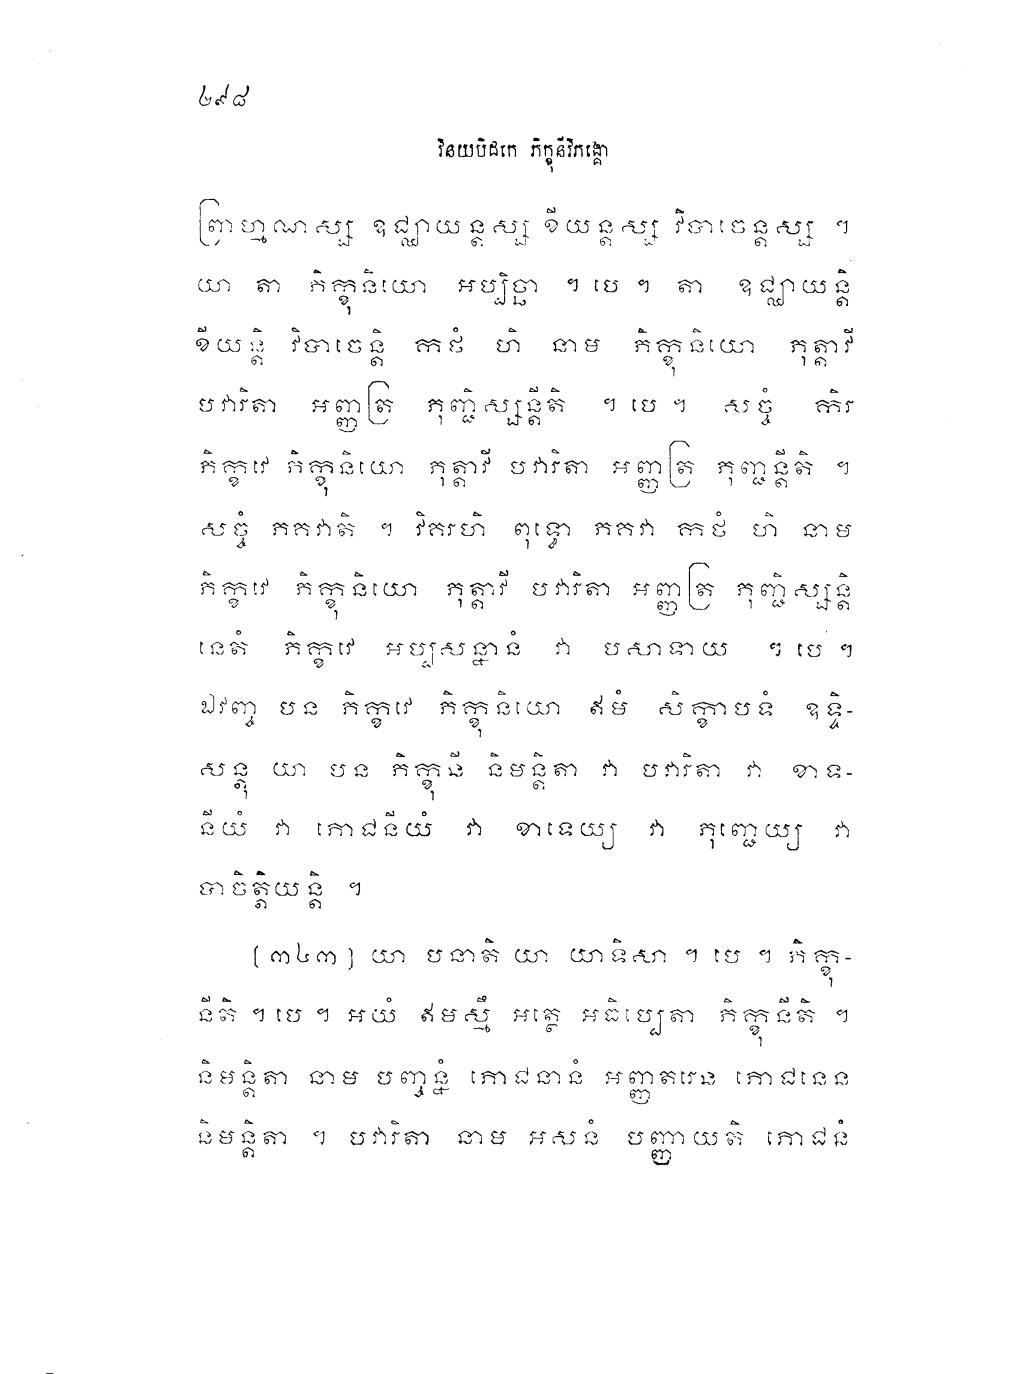 ២៩៨
វិនយបិដកេ ភិក្ខុនីវិភង្គោ
ព្រាហ្មណស្ស ឧជ្ឈាយន្តស្ស ខីយន្តស្ស វិបាចេន្តស្ស ។
យា តា ភិក្ខុនិយោ អប្បិច្ឆា ។ បេ ។ តា ឧជ្ឈាយន្តិ
ខីយន្តិ វិបាចេន្តិ កថំ ហិ នាម ភិក្ខុនិយោ ភុត្តាវី
បវារិតា អញ្ញត្រ ភុញ្ជិស្សន្តីតិ ។ បេ ។ សច្ចំ កិរ
ភិក្ខវេ ភិក្ខុនិយោ ភុត្តាវី បវារិតា អញ្ញត្រ ភុញ្ជន្តីតិ ។
សច្ចំ ភគវាតិ ។ វិគរហិ ពុទ្ធោ ភគវា កថំ ហិ នាម
ភិក្ខវេ ភិក្ខុនិយោ ភុត្តាវី បវារិតា អញ្ញត្រ ភុញ្ជិស្សន្តិ
នេតំ ភិក្ខវេ អប្បសន្នានំ វា បសាទាយ ។ បេ ។
ឯវញ្ច បន ភិក្ខវេ ភិក្ខុនិយោ ឥមំ សិក្ខាបទំ ឧទ្ទិ-
សន្តុ យា បន ភិក្ខុនី និមន្តិតា វា បវារិតា វា ខាទ-
នីយំ វា ភោជនីយំ វា ខាទេយ្យ វា ភុញ្ជេយ្យ វា
បាចិត្តិយន្តិ ។
(៣៤៣) យា បនាតិ យា យាទិសា ។ បេ ។ ភិក្ខុ-
នីតិ ។ បេ ។ អយំ ឥមស្មឹ អត្ថេ អធិប្បេតា ភិក្ខុនីតិ ។
និមន្តិតា នាម បញ្ចន្នំ ភោជនានំ អញ្ញតរេន ភោជនេន
និមន្តិតា ។ បវារិតា នាម អសនំ បញ្ញាយតិ ភោជនំ